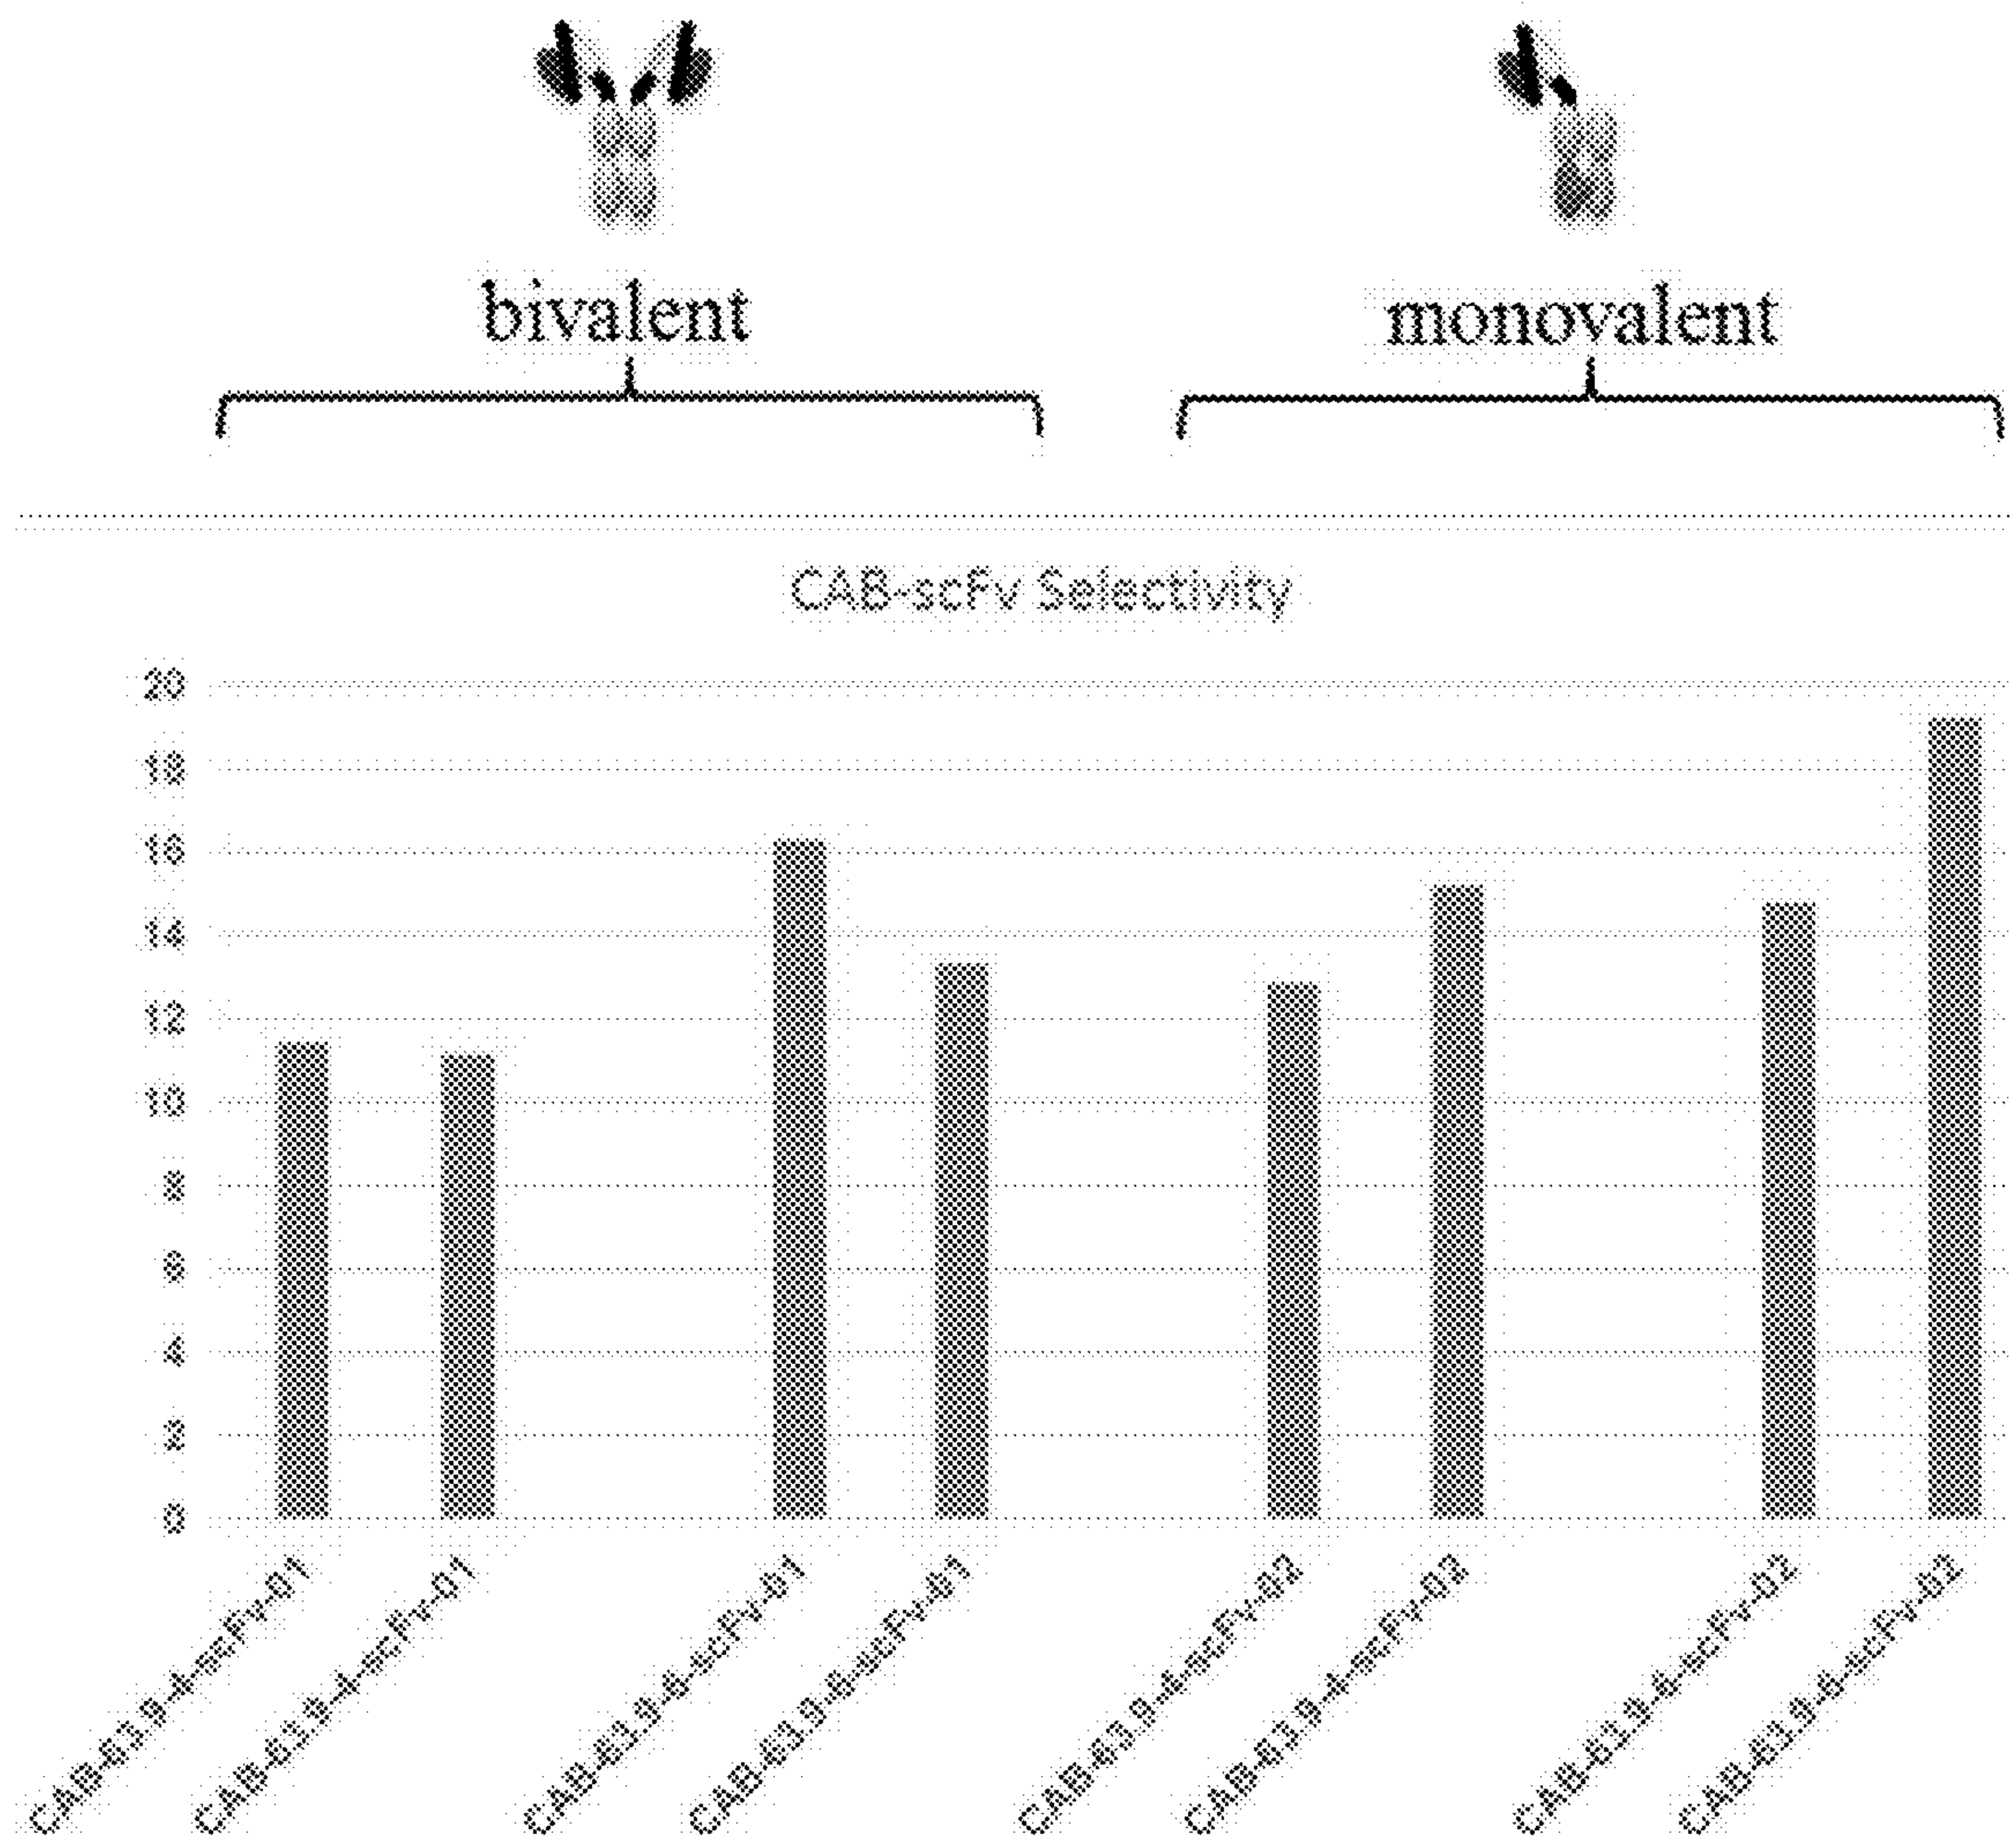 bivalent
monovalent
CAB-scFv Selectivity
20
18
16
14
12
10
8
6
4
2
0
CAB-63.9-4-scFv-01
CAB-63.9-4-scFv-01
CAB-63.9-6-scFv-01
CAB-63.9-6-scFv-01
CAB-63.9-4-scFv-02
CAB-63.9-4-scFv-02
CAB-63.9-6-scFv-02
CAB-63.9-6-scFv-02